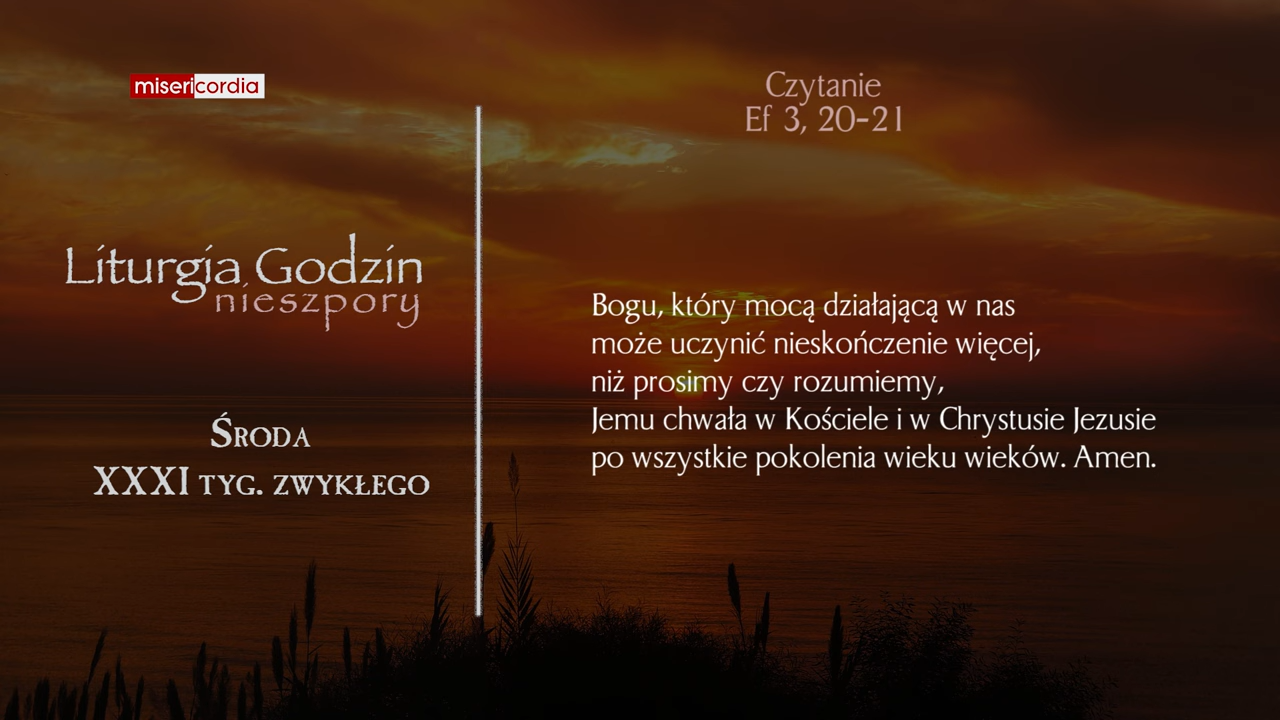 misericordia
Liturgia Godzin
nieszpory
Środa
XXXI tyg. zwykłego
Czytanie
Ef 3, 20-21
Bogu, który mocą działającą w nas
może uczynić nieskończenie więcej,
niż prosimy czy rozumiemy,
Jemu chwała w Kościele i w Chrystusie Jezusie
po wszystkie pokolenia wieku wieków. Amen.